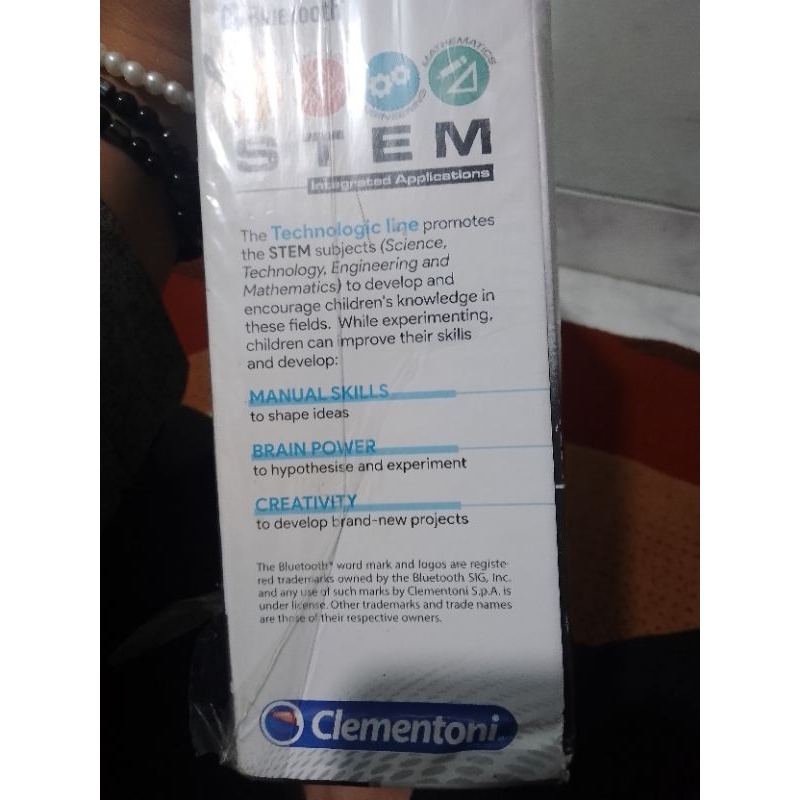 Bluetooth
MATHEMATICS
STEM
Integrated Applications
The Technologic line promotes
the STEM subjects (Science,
Technology, Engineering and
Mathematics) to develop and
encourage children's knowledge in
these fields. While experimenting,
children can improve their skills
and develop:
MANUAL SKILLS
to shape ideas
BRAIN POWER
to hypothesise and experiment
CREATIVITY
to develop brand-new projects
The Bluetooth® word mark and logos are registe-
red trademarks owned by the Bluetooth SIG, Inc.
and any use of such marks by Clementoni S.p.A. is
under license. Other trademarks and trade names
are those of their respective owners.
Clementoni